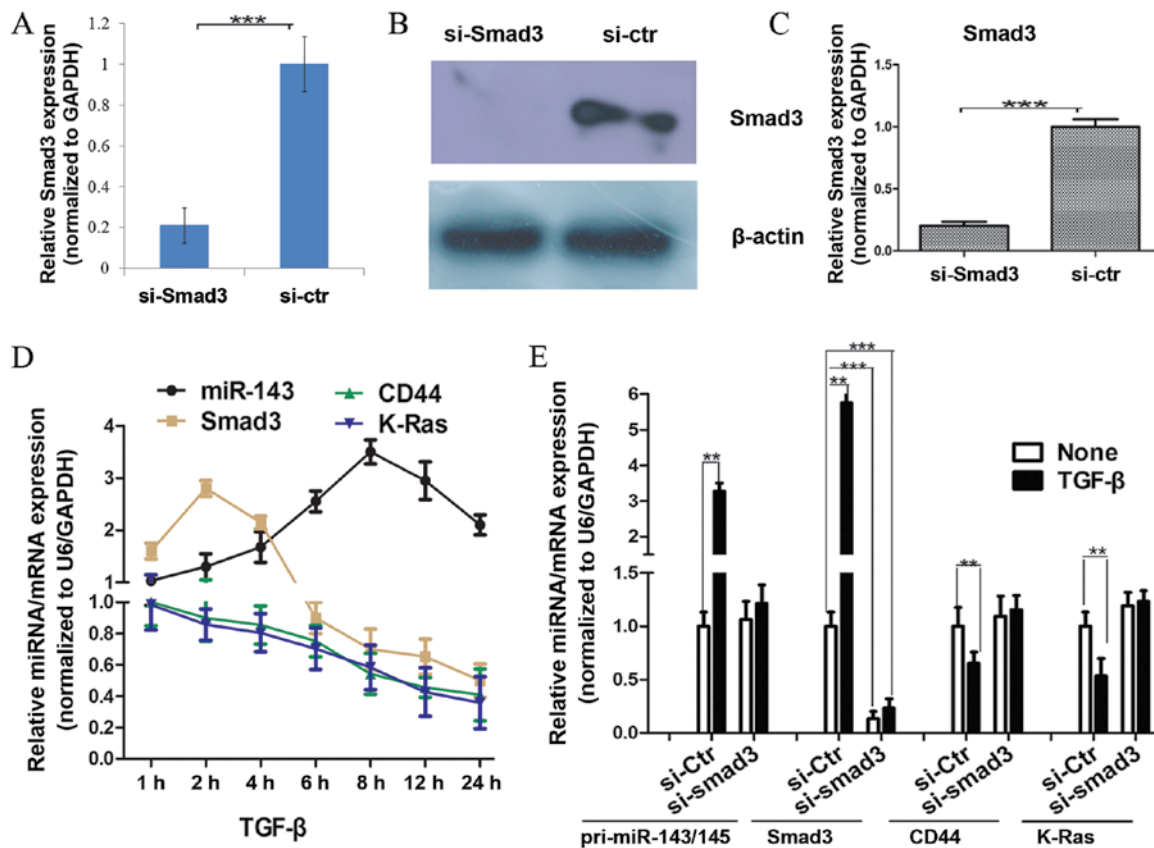 A
Relative Smad3 expression
(normalized to GAPDH)
1.2
1
0.8
0.6
0.4
0.2
0
***
si-Smad3
si-ctr
B
si-Smad3
si-ctr
Smad3
β-actin
C
Smad3
Relative Smad3 expression
(normalized to GAPDH)
1.5
1.0
0.5
0.0
***
si-Smad3
si-ctr
D
miR-143
CD44
Smad3
K-Ras
Relative miRNA/mRNA expression
(normalized to U6/GAPDH)
4
3
2
1
1.0
0.8
0.6
0.4
0.2
0.0
1 h
2 h
4 h
6 h
8 h
12 h
24 h
TGF-β
E
Relative miRNA/mRNA expression
(normalized to U6/GAPDH)
6
5
4
3
2
1.5
1.0
0.5
0.0
**
***
***
**
**
**
None
TGF-β
si-Ctr
si-smad3
si-Ctr
si-smad3
si-Ctr
si-smad3
si-Ctr
si-smad3
pri-miR-143/145
Smad3
CD44
K-Ras